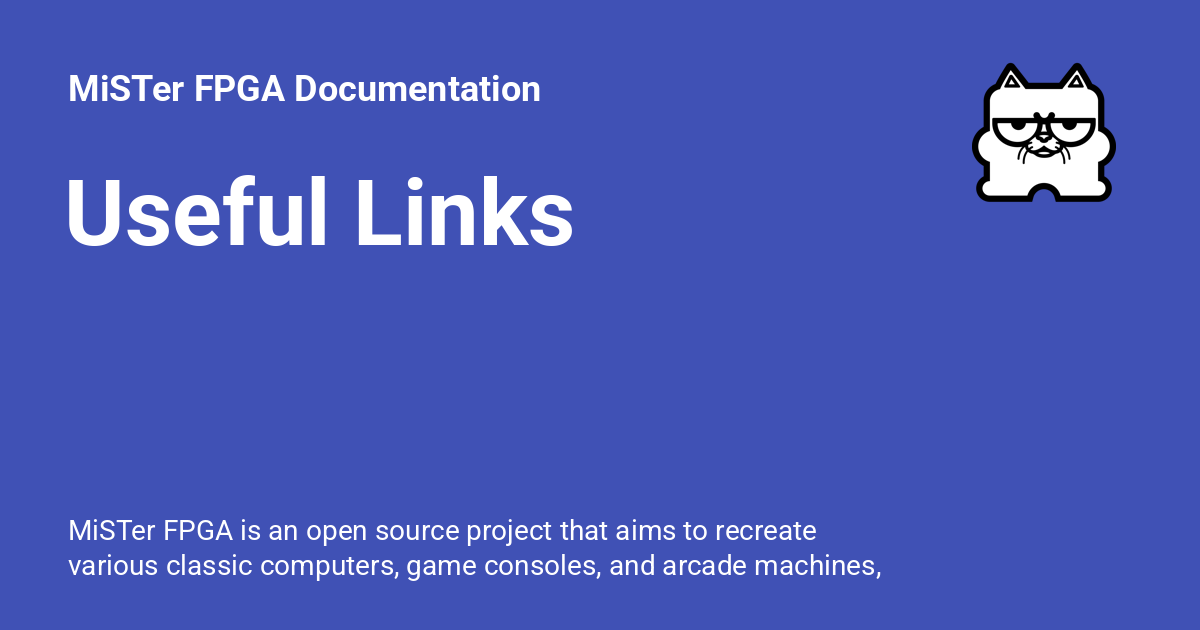 MiSTer FPGA Documentation
Useful Links
MiSTer FPGA is an open source project that aims to recreate
various classic computers, game consoles, and arcade machines,